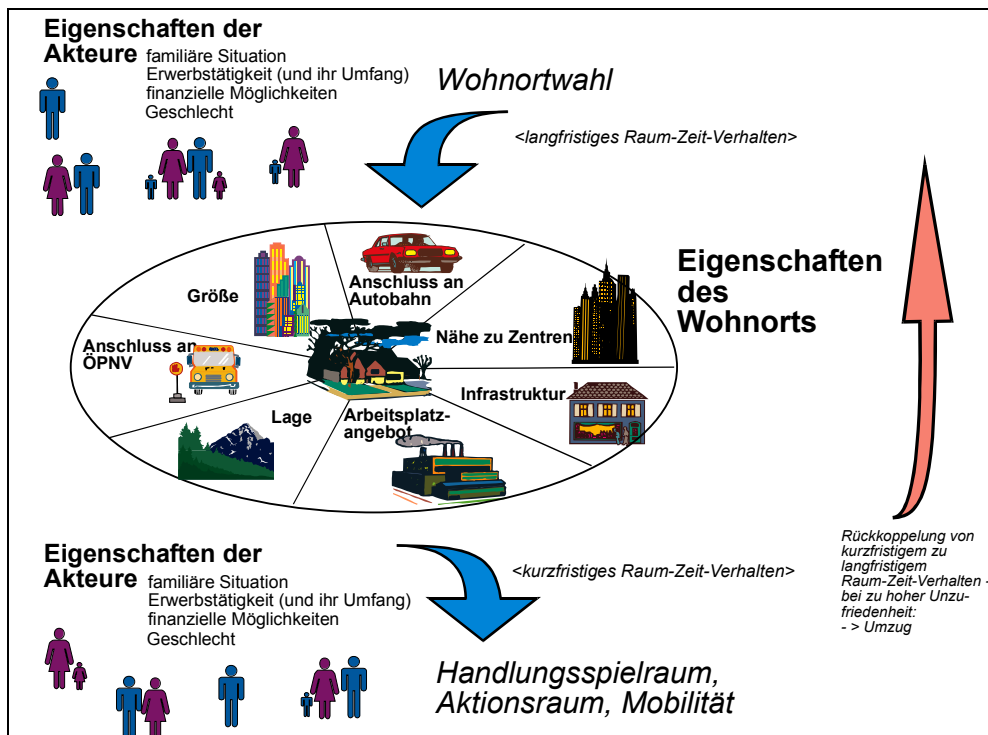 Eigenschaften der
Akteure familiäre Situation
Erwerbstätigkeit (und ihr Umfang)
finanzielle Möglichkeiten
Geschlecht
Wohnortwahl
<langfristiges Raum-Zeit-Verhalten>
Größe
Anschluss an
Autobahn
Nähe zu Zentren
Anschluss an
ÖPNV
Lage
Arbeitsplatz-
angebot
Infrastruktur
Eigenschaften
des
Wohnorts
Eigenschaften der
Akteure familiäre Situation
Erwerbstätigkeit (und ihr Umfang)
finanzielle Möglichkeiten
Geschlecht
<kurzfristiges Raum-Zeit-Verhalten>
Handlungsspielraum,
Aktionsraum, Mobilität
Rückkoppelung von
kurzfristigem zu
langfristigem
Raum-Zeit-Verhalten -
bei zu hoher Unzu-
friedenheit:
- > Umzug